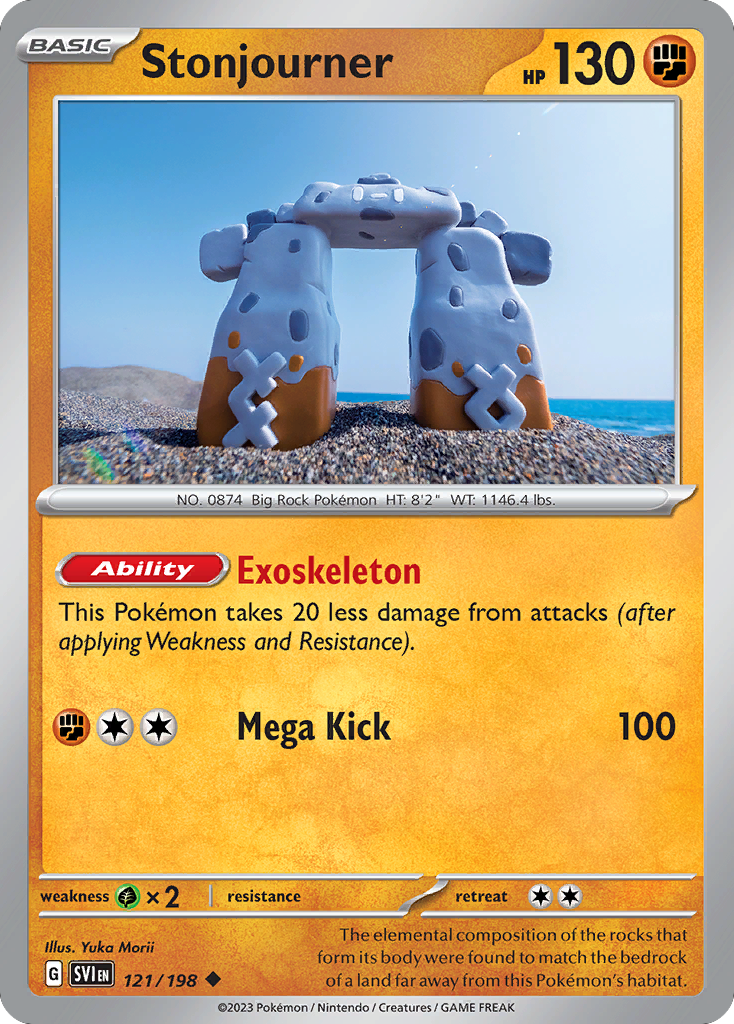 BASIC
Stonjourner
HP 130
NO. 0874 Big Rock Pokémon HT: 8'2" WT: 1146.4 lbs.
Ability Exoskeleton
This Pokémon takes 20 less damage from attacks (after
applying Weakness and Resistance).
Mega Kick 100
weakness ×2 resistance retreat
Illus. Yuka Morii
The elemental composition of the rocks that
form its body were found to match the bedrock
of a land far away from this Pokémon's habitat.
G SVI EN 121/198
©2023 Pokémon / Nintendo / Creatures / GAME FREAK